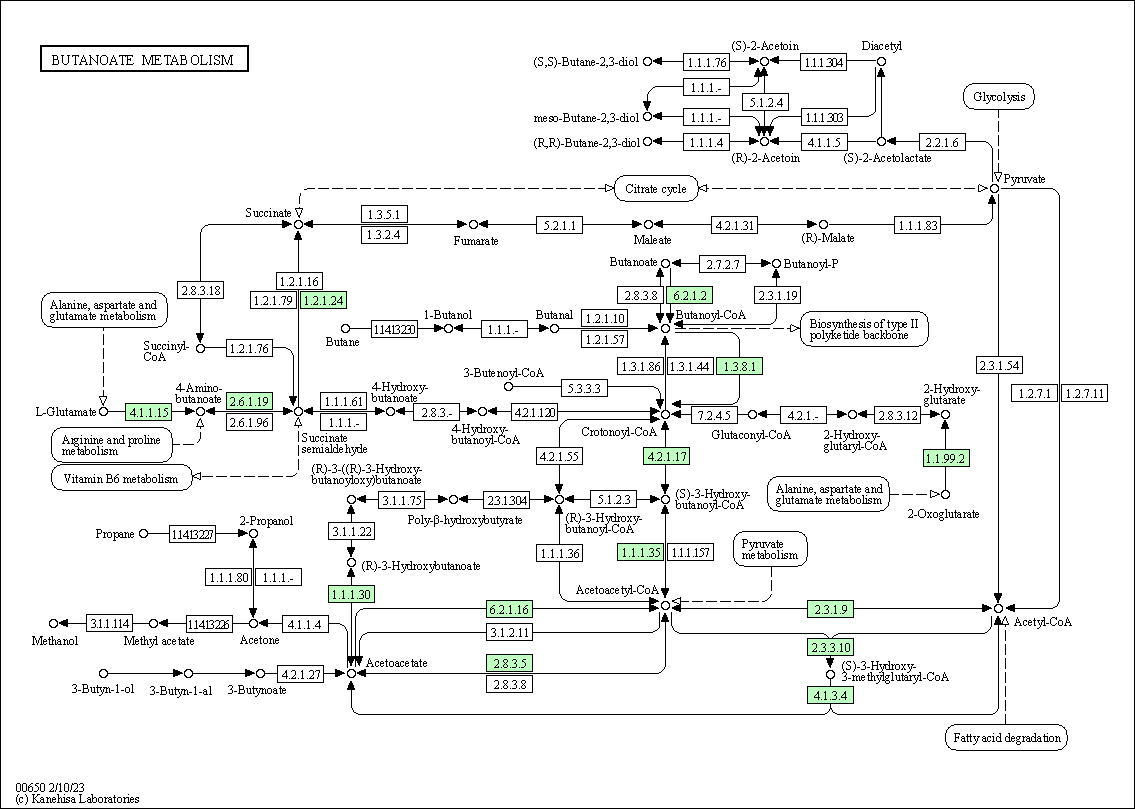 BUTANOATE METABOLISM
(S)-2-Acetoin
Diacetyl
(S,S)-Butane-2,3-diol
1.1.1.76
1.1.1.304
1.1.1.-
5.1.2.4
Glycolysis
meso-Butane-2,3-diol
1.1.1.-
1.1.1.303
(R,R)-Butane-2,3-diol
1.1.1.4
4.1.1.5
2.2.1.6
(R)-2-Acetoin
(S)-2-Acetolactate
Pyruvate
Citrate cycle
Succinate
1.3.5.1
1.3.2.4
5.2.1.1
4.2.1.31
1.1.1.83
Fumarate
Maleate
(R)-Malate
Butanoate
2.7.2.7
Butanoyl-P
2.8.3.18
1.2.1.16
1.2.1.79
1.2.1.24
2.8.3.8
6.2.1.2
2.3.1.19
Alanine, aspartate and
glutamate metabolism
1-Butanol
Butanal
1.2.1.10
Butanoyl-CoA
11413230
1.1.1.-
1.2.1.57
Butane
Biosynthesis of type II
polyketide backbone
Succinyl-
CoA
1.2.1.76
1.3.1.86
1.3.1.44
1.3.8.1
2.3.1.54
3-Butenoyl-CoA
5.3.3.3
1.2.7.1
1.2.7.11
4-Amino-
butanoate
4-Hydroxy-
butanoate
2-Hydroxy-
glutarate
L-Glutamate
4.1.1.15
2.6.1.19
2.6.1.96
1.1.1.61
1.1.1.-
2.8.3.-
4.2.1.120
7.2.4.5
4.2.1.-
2.8.3.12
Arginine and proline
metabolism
Succinate
semialdehyde
4-Hydroxy-
butanoyl-CoA
Crotonoyl-CoA
Glutaconyl-CoA
2-Hydroxy-
glutaryl-CoA
4.2.1.55
4.2.1.17
1.1.99.2
Vitamin B6 metabolism
(R)-3-((R)-3-Hydroxy-
butanoyloxy)butanoate
3.1.1.75
2.3.1.304
5.1.2.3
(S)-3-Hydroxy-
butanoyl-CoA
Alanine, aspartate and
glutamate metabolism
2-Oxoglutarate
Poly-β-hydroxybutyrate
(R)-3-Hydroxy-
butanoyl-CoA
2-Propanol
Propane
11413227
3.1.1.22
1.1.1.36
1.1.1.35
1.1.1.157
Pyruvate
metabolism
(R)-3-Hydroxybutanoate
1.1.1.80
1.1.1.-
1.1.1.30
Acetoacetyl-CoA
6.2.1.16
2.3.1.9
3.1.1.114
11413226
4.1.1.4
3.1.2.11
Acetyl-CoA
Methanol
Methyl acetate
Acetone
2.3.3.10
Acetoacetate
2.8.3.5
2.8.3.8
(S)-3-Hydroxy-
3-methylglutaryl-CoA
4.2.1.27
3-Butyn-1-ol
3-Butyn-1-al
3-Butynoate
4.1.3.4
Fatty acid degradation
00650 2/10/23
(c) Kanehisa Laboratories